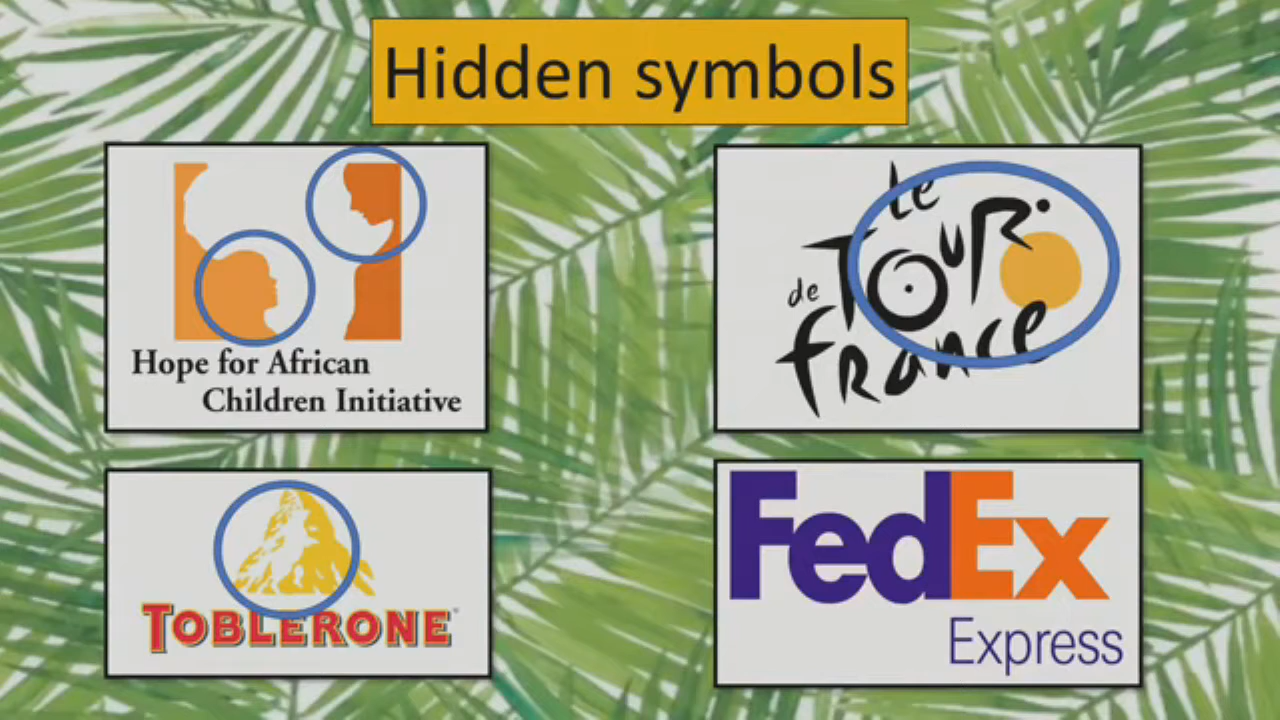 Hidden symbols
Hope for African
Children Initiative
le
de TOUR
france
TOBLERONE
FedEx
Express